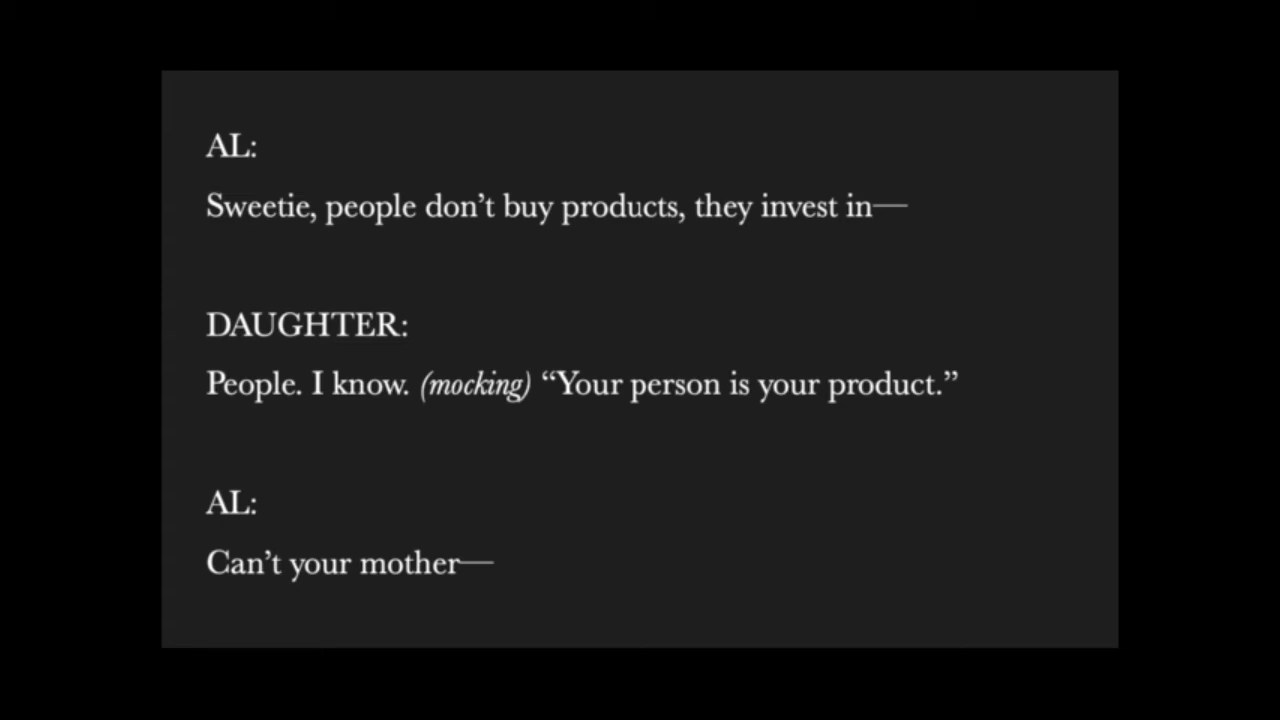 AL:
Sweetie, people don’t buy products, they invest in—
DAUGHTER:
People. I know. (mocking) “Your person is your product.”
AL:
Can’t your mother—